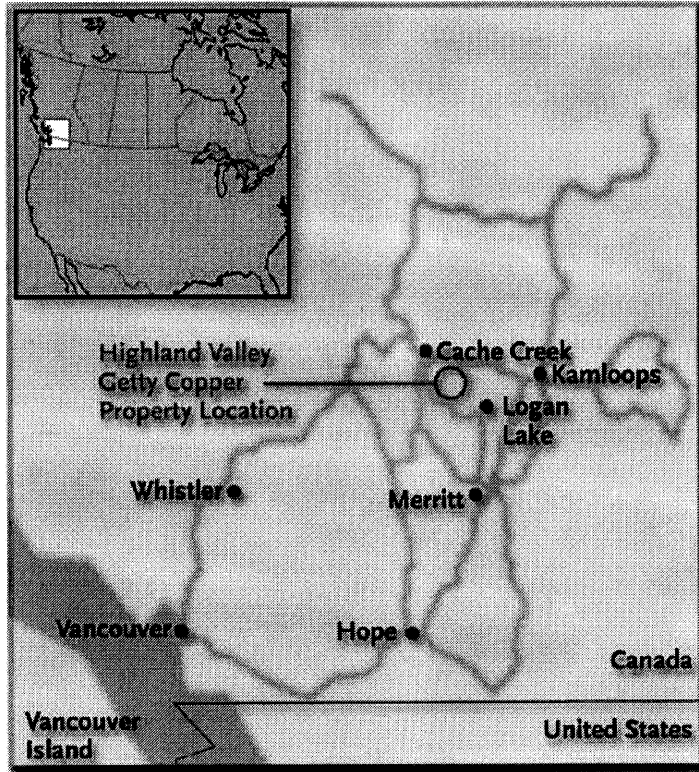 Highland Valley
Getty Copper
Property Location
Cache Creek
Kamloops
Logan
Lake
Whistler
Merritt
Vancouver
Hope
Canada
Vancouver
Island
United States